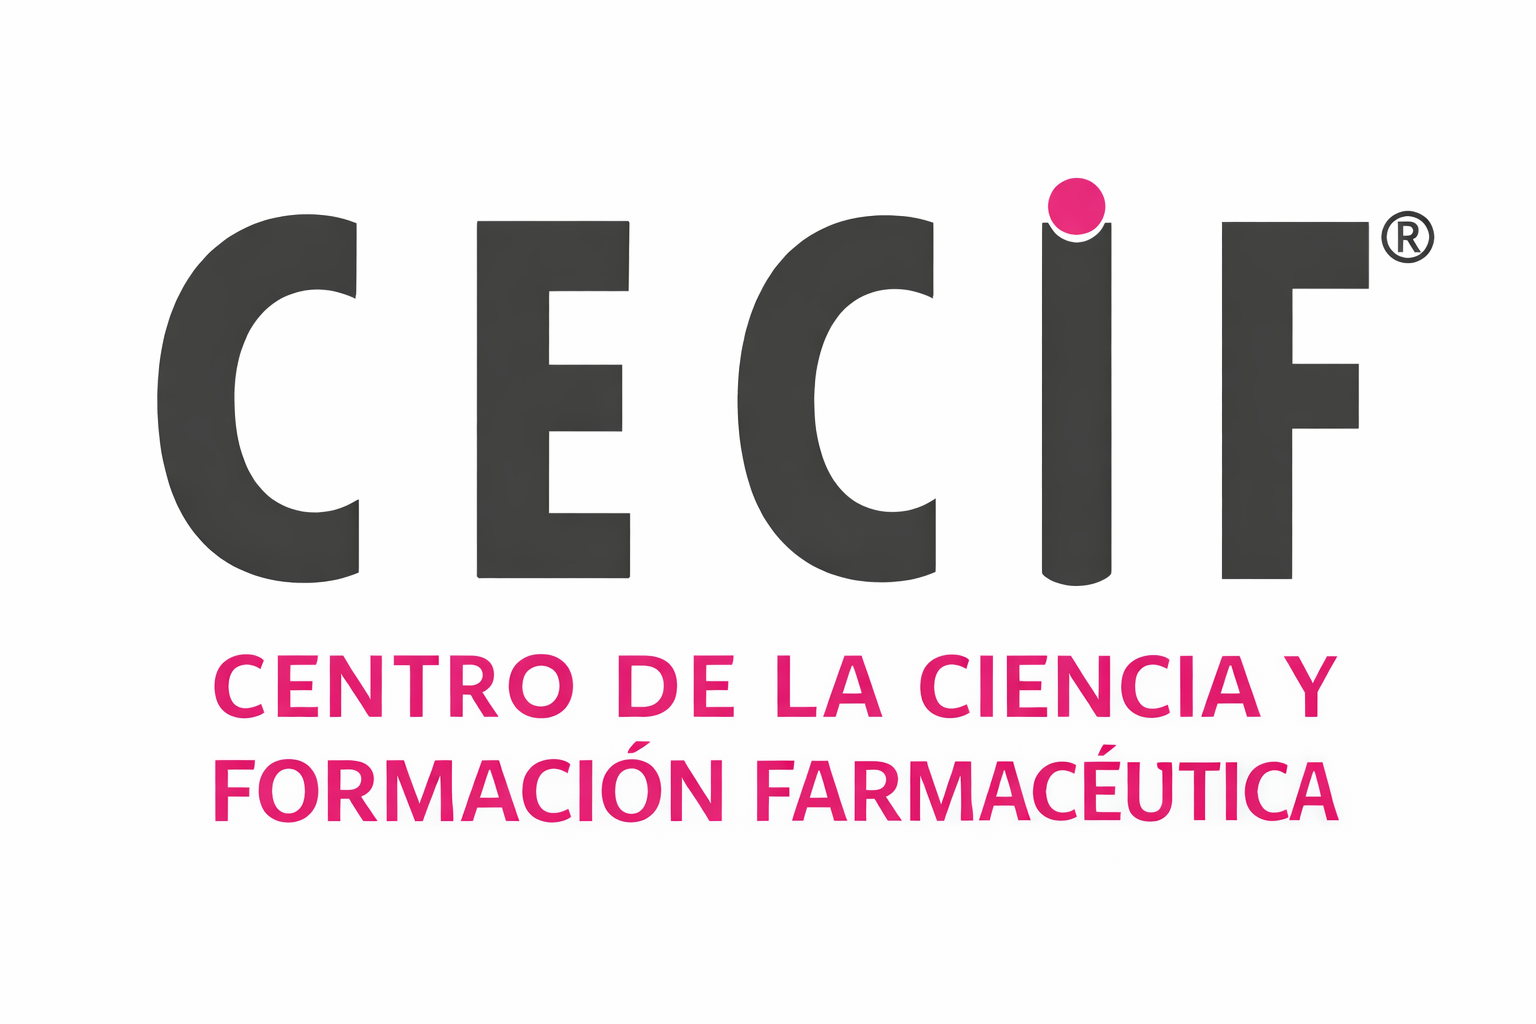 CECiF®
CENTRO DE LA CIENCIA Y
FORMACIÓN FARMACÉUTICA